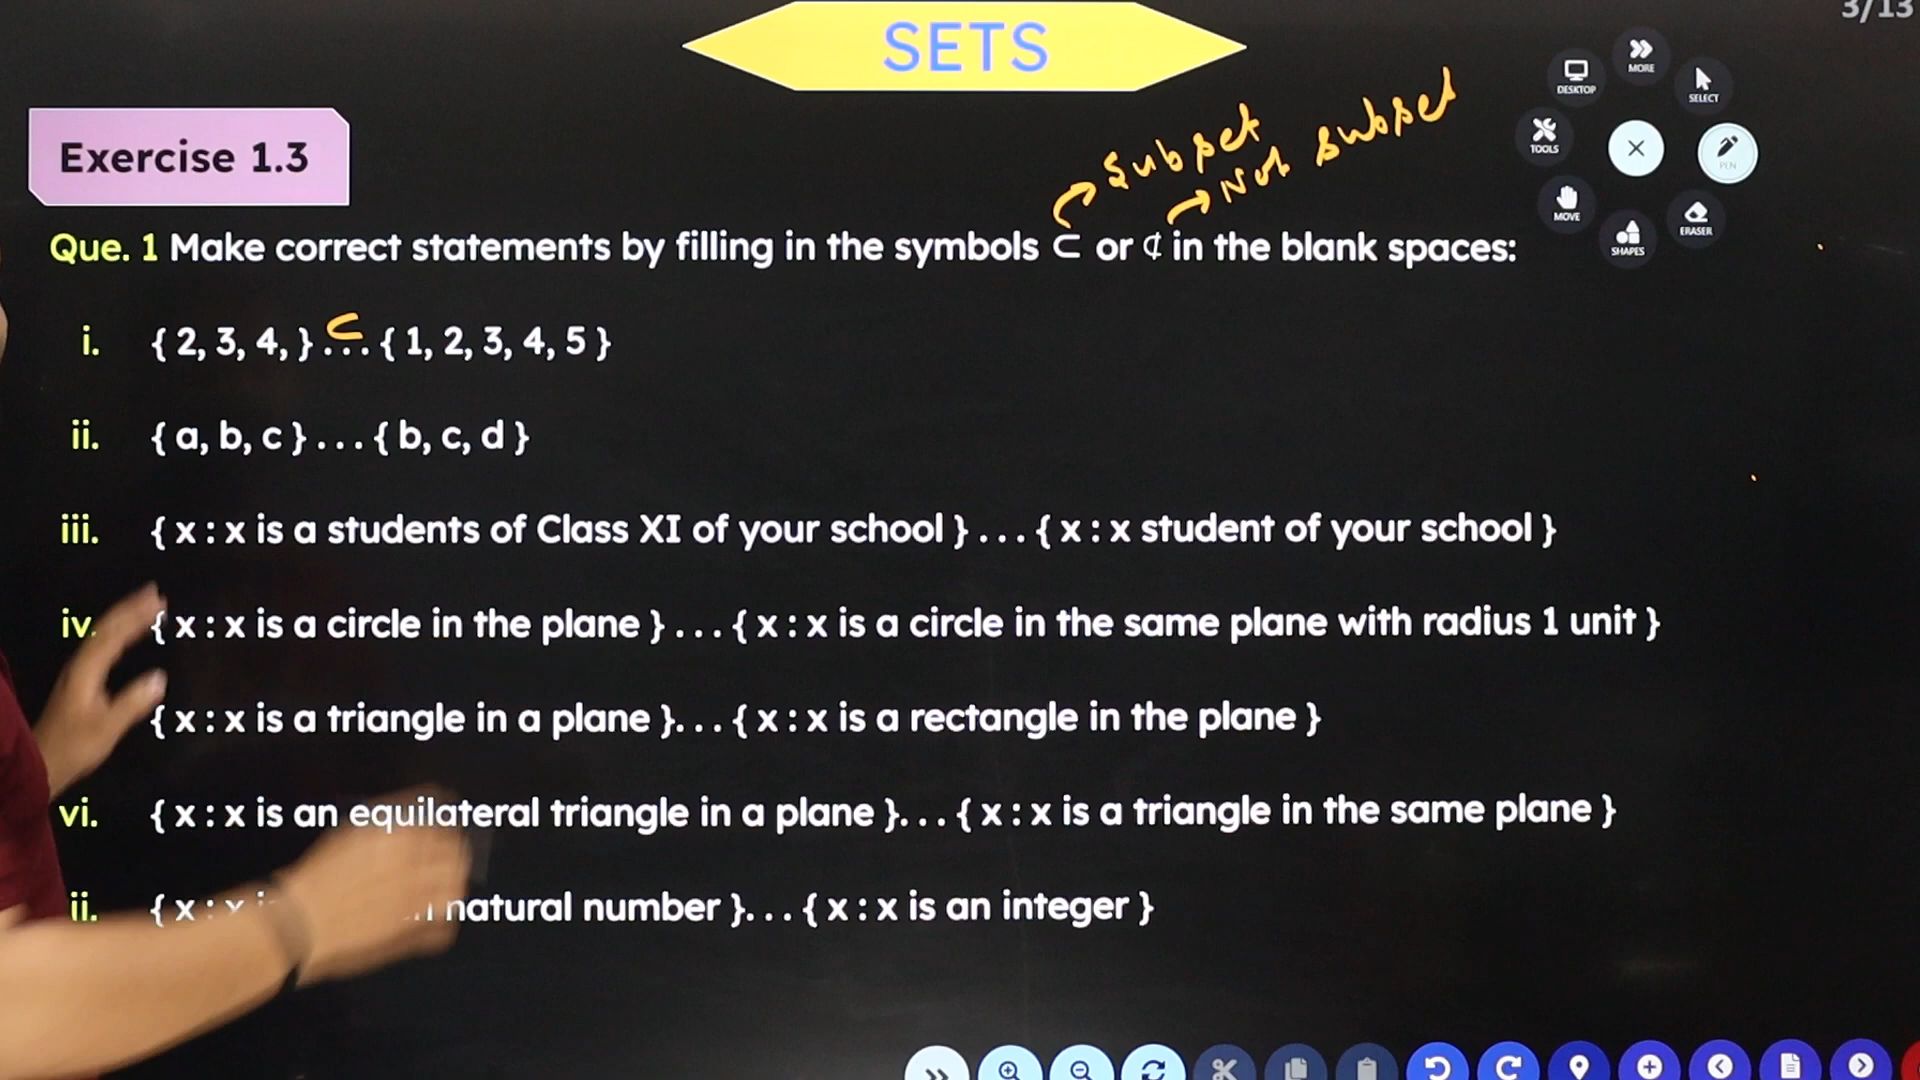 3/13
SETS
MORE
DESKTOP
SELECT
TOOLS
PEN
MOVE
ERASER
SHAPES
Exercise 1.3
Subset
Not subset
Que. 1 Make correct statements by filling in the symbols ⊂ or ⊄ in the blank spaces:
i. { 2, 3, 4, } . . . ⊂ { 1, 2, 3, 4, 5 }
ii. { a, b, c } . . . { b, c, d }
iii. { x : x is a students of Class XI of your school } . . . { x : x student of your school }
iv. { x : x is a circle in the plane } . . . { x : x is a circle in the same plane with radius 1 unit }
{ x : x is a triangle in a plane }. . . { x : x is a rectangle in the plane }
vi. { x : x is an equilateral triangle in a plane }. . . { x : x is a triangle in the same plane }
ii. { x : x natural number }. . . { x : x is an integer }